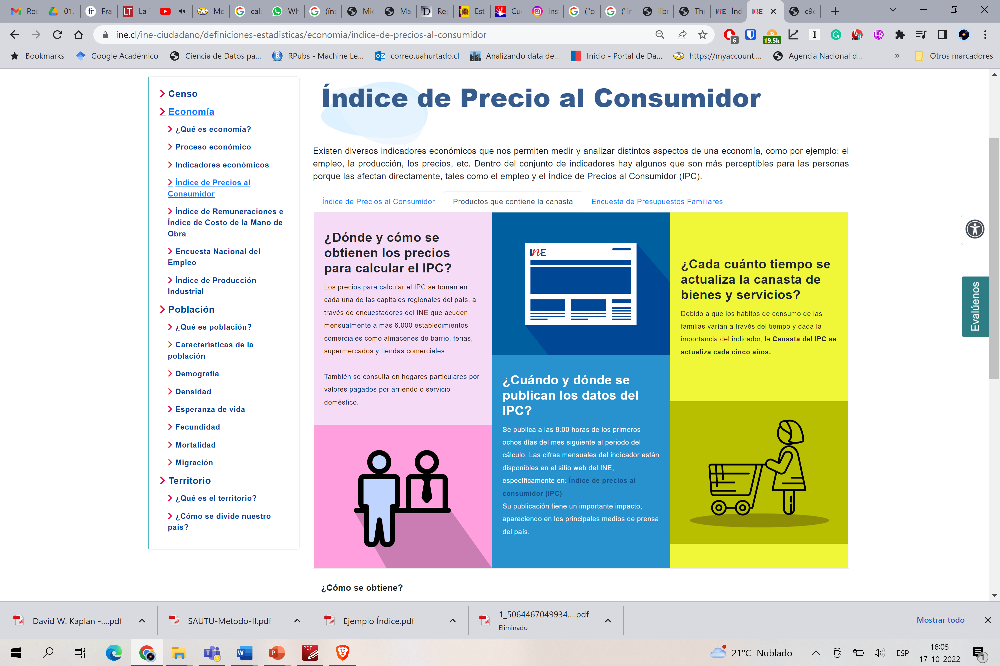 Rec
01.
fr
Fra
LT
La
Me
G
calc
Wh
G
(índ
Mic
Ma
D
Rep
Est
Cu
Ins
G
("c
G
("in
libr
The
INE
Índ
INE
c9e
ine.cl/ine-ciudadano/definiciones-estadisticas/economia/indice-de-precios-al-consumidor
6
19.5k
I
G
Bookmarks
Google Académico
Ciencia de Datos pa...
R
RPubs - Machine Le...
correo.uahurtado.cl
Analizando data de...
Inicio - Portal de Da...
https://myaccount....
Agencia Nacional d...
»
Otros marcadores
Censo
Economía
¿Qué es economía?
Proceso económico
Indicadores económicos
Índice de Precios al
Consumidor
Índice de Remuneraciones e
Índice de Costo de la Mano de
Obra
Encuesta Nacional del
Empleo
Índice de Producción
Industrial
Población
¿Qué es población?
Características de la
población
Demografía
Densidad
Esperanza de vida
Fecundidad
Mortalidad
Migración
Territorio
¿Qué es el territorio?
¿Cómo se divide nuestro
país?
Índice de Precio al Consumidor
Existen diversos indicadores económicos que nos permiten medir y analizar distintos aspectos de una economía, como por ejemplo: el
empleo, la producción, los precios, etc. Dentro del conjunto de indicadores hay algunos que son más perceptibles para las personas
porque las afectan directamente, tales como el empleo y el Índice de Precios al Consumidor (IPC).
Índice de Precios al Consumidor
Productos que contiene la canasta
Encuesta de Presupuestos Familiares
¿Dónde y cómo se
obtienen los precios
para calcular el IPC?
Los precios para calcular el IPC se toman en
cada una de las capitales regionales del país, a
través de encuestadores del INE que acuden
mensualmente a más 6.000 establecimientos
comerciales como almacenes de barrio, ferias,
supermercados y tiendas comerciales.
También se consulta en hogares particulares por
valores pagados por arriendo o servicio
doméstico.
INE
¿Cuándo y dónde se
publican los datos del
IPC?
Se publica a las 8:00 horas de los primeros
ochos días del mes siguiente al periodo del
cálculo. Las cifras mensuales del indicador están
disponibles en el sitio web del INE,
específicamente en: Índice de precios al
consumidor (IPC)
Su publicación tiene un importante impacto,
apareciendo en los principales medios de prensa
del país.
¿Cada cuánto tiempo se
actualiza la canasta de
bienes y servicios?
Debido a que los hábitos de consumo de las
familias varían a través del tiempo y dada la
importancia del indicador, la Canasta del IPC se
actualiza cada cinco años.
Evalúenos
¿Cómo se obtiene?
David W. Kaplan -....pdf
SAUTU-Metodo-II.pdf
Ejemplo Índice.pdf
1_5064467049934....pdf
Eliminado
Mostrar todo
T
W
P
PDF
21°C Nublado
ESP
16:05
17-10-2022
1